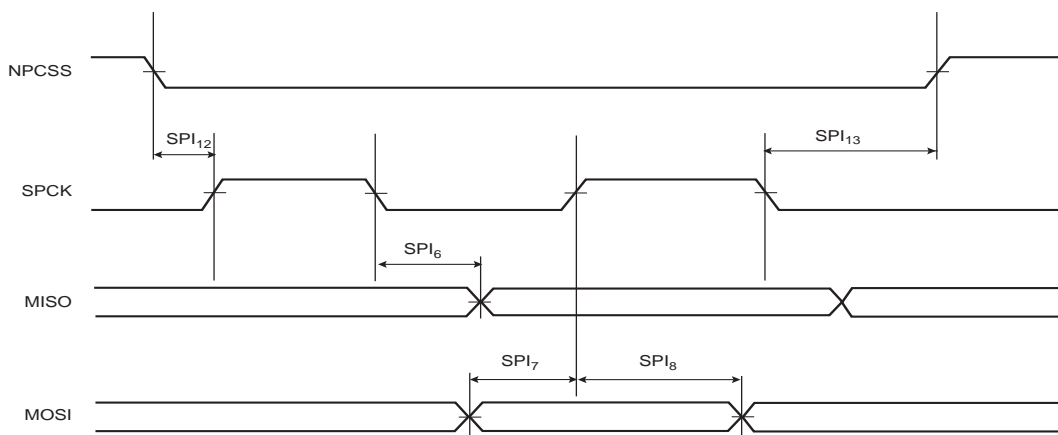 NPCSS
SPI₁₂
SPI₁₃
SPCK
SPI₆
MISO
SPI₇
SPI₈
MOSI